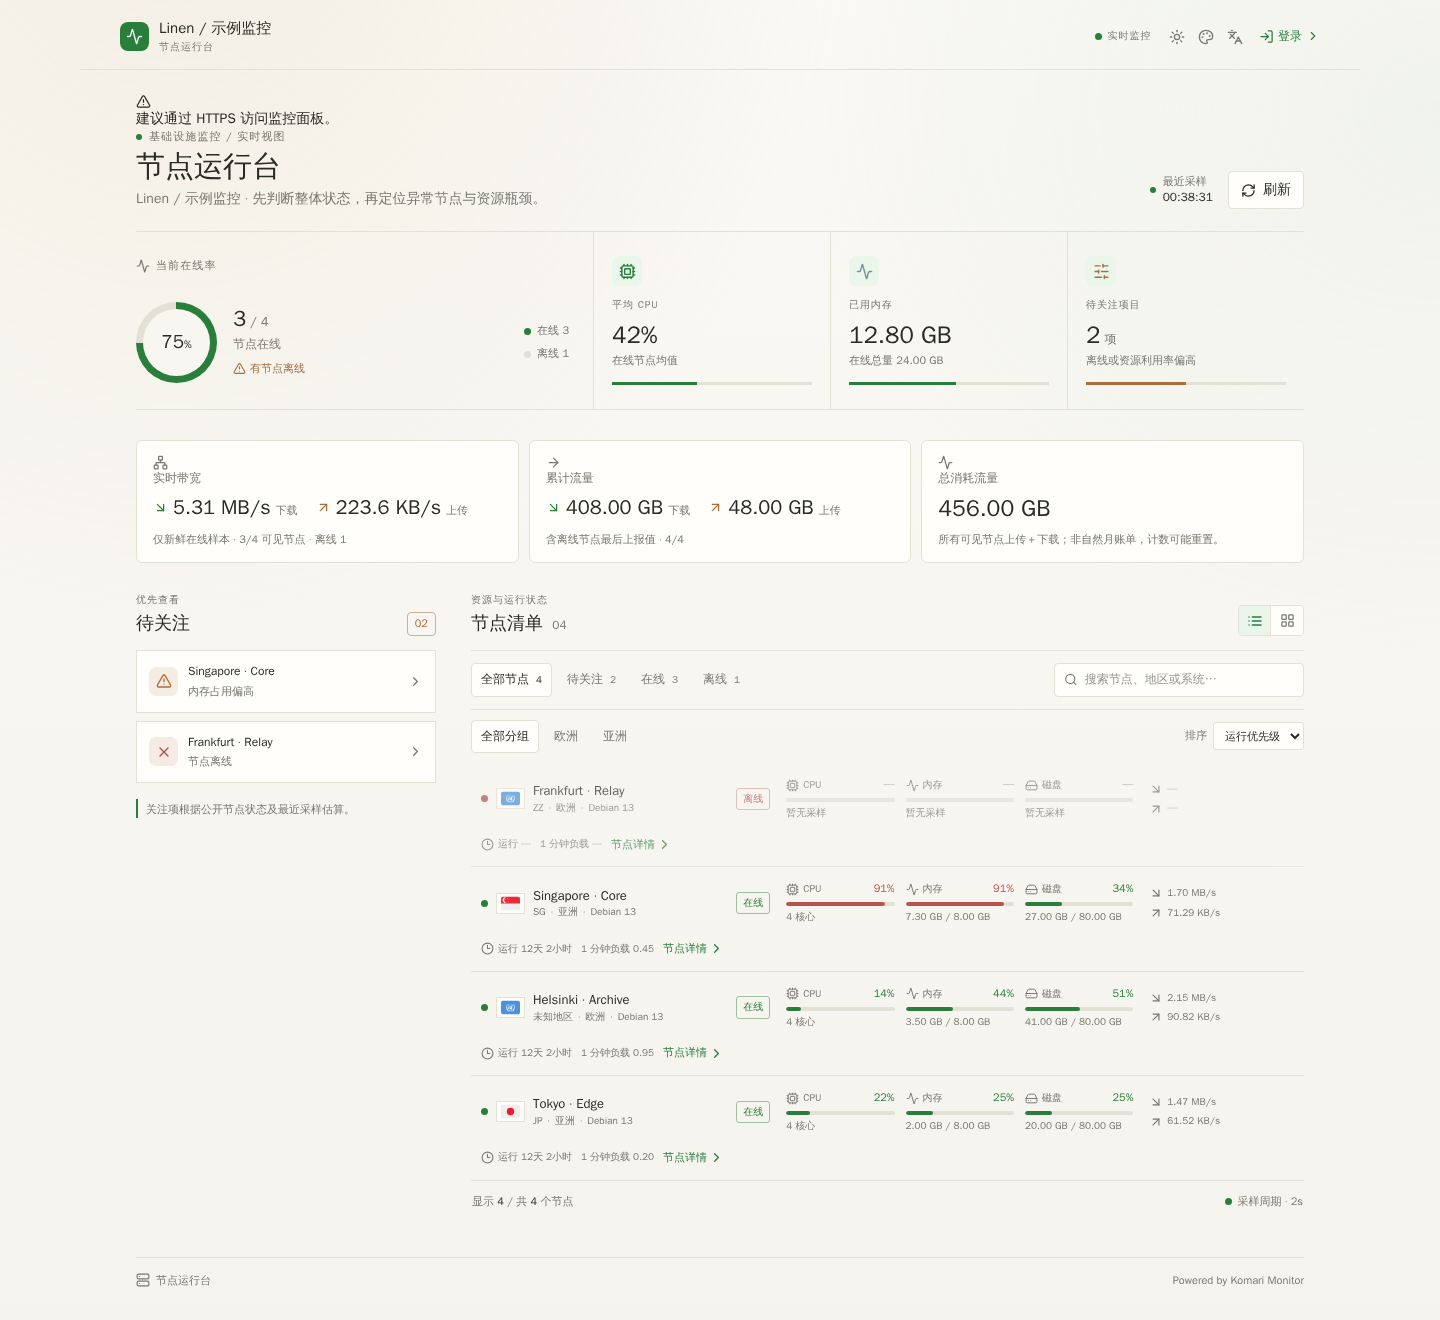 Linen / 示例监控
节点运行台
实时监控
登录
建议通过 HTTPS 访问监控面板。
基础设施监控 / 实时视图
节点运行台
Linen / 示例监控 · 先判断整体状态，再定位异常节点与资源瓶颈。
最近采样
00:38:31
刷新
当前在线率
75%
3 / 4
节点在线
有节点离线
在线 3
离线 1
平均 CPU
42%
在线节点均值
已用内存
12.80 GB
在线总量 24.00 GB
待关注项目
2 项
离线或资源利用率偏高
实时带宽
5.31 MB/s 下载 223.6 KB/s 上传
仅新鲜在线样本 · 3/4 可见节点 · 离线 1
累计流量
408.00 GB 下载 48.00 GB 上传
含离线节点最后上报值 · 4/4
总消耗流量
456.00 GB
所有可见节点上传 + 下载；非自然月账单，计数可能重置。
优先查看
待关注 02
Singapore · Core
内存占用偏高
Frankfurt · Relay
节点离线
关注项根据公开节点状态及最近采样估算。
资源与运行状态
节点清单 04
全部节点 4 待关注 2 在线 3 离线 1
搜索节点、地区或系统…
全部分组 欧洲 亚洲
排序 运行优先级
Frankfurt · Relay
ZZ · 欧洲 · Debian 13
离线
CPU —
暂无采样
内存 —
暂无采样
磁盘 —
暂无采样
—
—
运行 — 1 分钟负载 — 节点详情
Singapore · Core
SG · 亚洲 · Debian 13
在线
CPU 91%
4 核心
内存 91%
7.30 GB / 8.00 GB
磁盘 34%
27.00 GB / 80.00 GB
1.70 MB/s
71.29 KB/s
运行 12天 2小时 1 分钟负载 0.45 节点详情
Helsinki · Archive
未知地区 · 欧洲 · Debian 13
在线
CPU 14%
4 核心
内存 44%
3.50 GB / 8.00 GB
磁盘 51%
41.00 GB / 80.00 GB
2.15 MB/s
90.82 KB/s
运行 12天 2小时 1 分钟负载 0.95 节点详情
Tokyo · Edge
JP · 亚洲 · Debian 13
在线
CPU 22%
4 核心
内存 25%
2.00 GB / 8.00 GB
磁盘 25%
20.00 GB / 80.00 GB
1.47 MB/s
61.52 KB/s
运行 12天 2小时 1 分钟负载 0.20 节点详情
显示 4 / 共 4 个节点
采样周期 · 2s
节点运行台
Powered by Komari Monitor